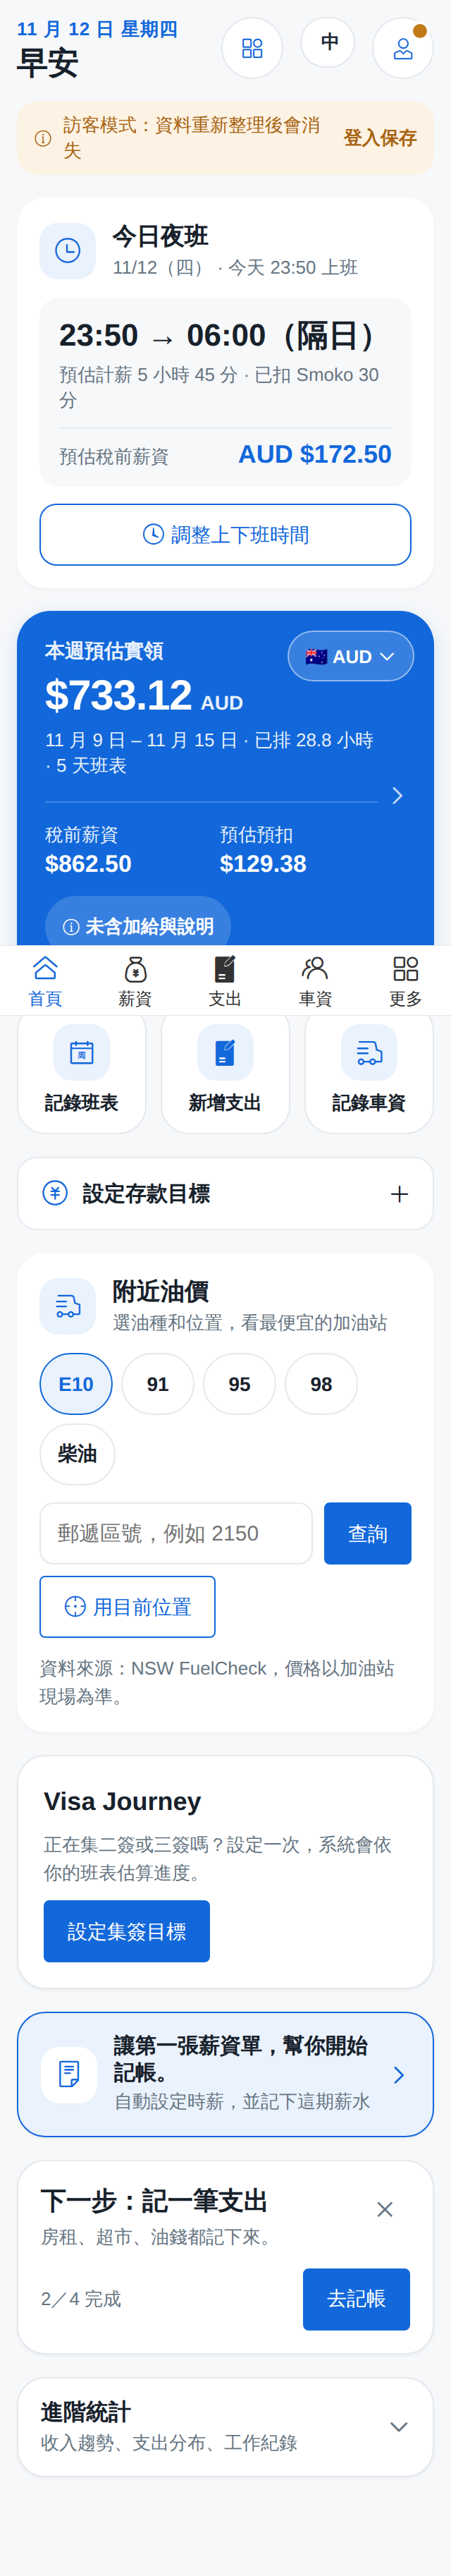 11 月 12 日 星期四
早安
中
訪客模式：資料重新整理後會消
失
登入保存
今日夜班
11/12（四） · 今天 23:50 上班
23:50 → 06:00（隔日）
預估計薪 5 小時 45 分 · 已扣 Smoko 30
分
預估稅前薪資
AUD $172.50
調整上下班時間
本週預估實領
🇦🇺 AUD
$733.12 AUD
11 月 9 日 – 11 月 15 日 · 已排 28.8 小時
· 5 天班表
稅前薪資
預估預扣
$862.50
$129.38
未含加給與說明
首頁
薪資
支出
車資
更多
周
記錄班表
新增支出
記錄車資
設定存款目標
附近油價
選油種和位置，看最便宜的加油站
E10
91
95
98
柴油
郵遞區號，例如 2150
查詢
用目前位置
資料來源：NSW FuelCheck，價格以加油站
現場為準。
Visa Journey
正在集二簽或三簽嗎？設定一次，系統會依
你的班表估算進度。
設定集簽目標
讓第一張薪資單，幫你開始
記帳。
自動設定時薪，並記下這期薪水
下一步：記一筆支出
房租、超市、油錢都記下來。
2／4 完成
去記帳
進階統計
收入趨勢、支出分布、工作紀錄